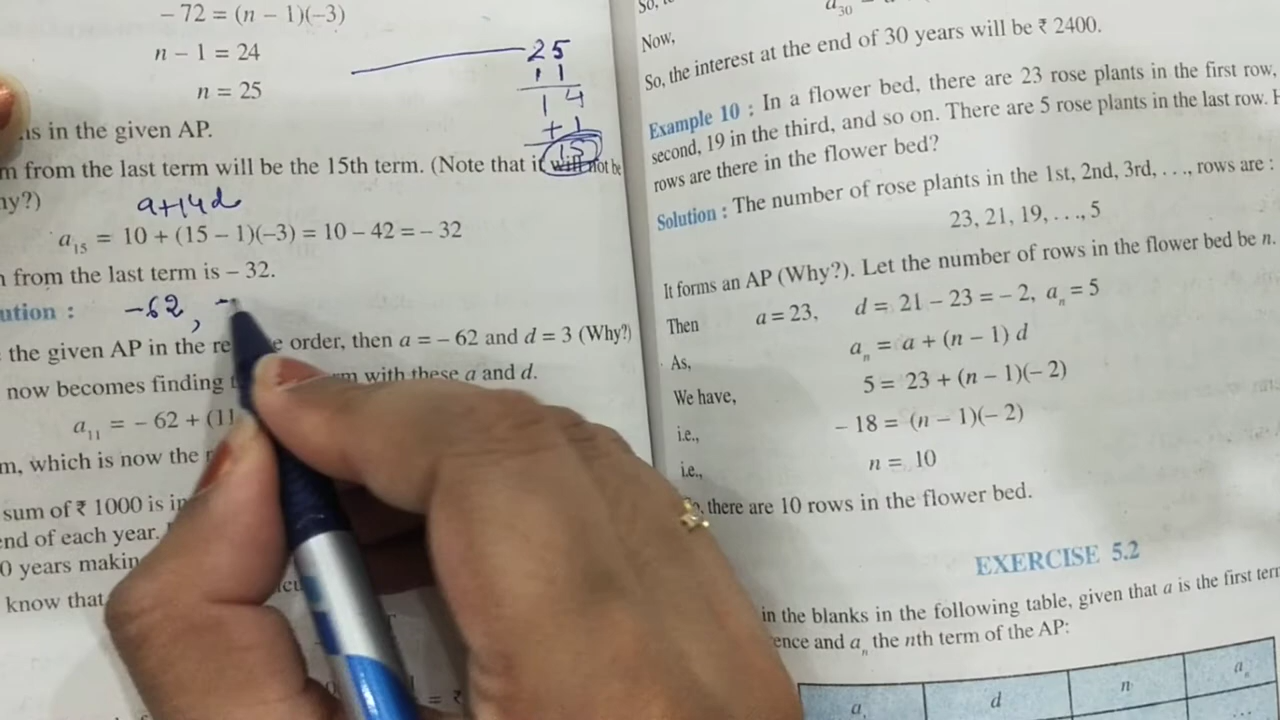 - 72 = (n – 1)(–3)
n – 1 = 24
n = 25
ns in the given AP.
m from the last term will be the 15th term. (Note that it will not be
hy?)
a+14d
a15 = 10 + (15 – 1)(–3) = 10 – 42 = – 32
from the last term is – 32.
ution :
-62 , -
the given AP in the re order, then a = – 62 and d = 3 (Why?)
now becomes finding m with these a and d.
a11 = – 62 + (11
m, which is now the
sum of ₹ 1000 is in
end of each year.
0 years makin
know that
25
11
14
+1
15
So,
a30
Now,
So, the interest at the end of 30 years will be ₹ 2400.
Example 10 : In a flower bed, there are 23 rose plants in the first row,
second, 19 in the third, and so on. There are 5 rose plants in the last row. H
rows are there in the flower bed?
Solution : The number of rose plants in the 1st, 2nd, 3rd, . . ., rows are :
23, 21, 19, . . ., 5
It forms an AP (Why?). Let the number of rows in the flower bed be n.
Then a = 23, d = 21 – 23 = – 2, an = 5
As, an = a + (n – 1) d
We have, 5 = 23 + (n – 1)(– 2)
i.e., – 18 = (n – 1)(– 2)
i.e., n = 10
there are 10 rows in the flower bed.
EXERCISE 5.2
in the blanks in the following table, given that a is the first term
ence and an the nth term of the AP:
a d n an
. . .